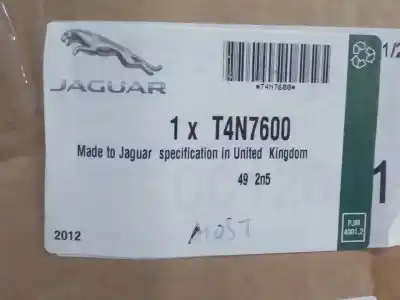 1/2
JAGUAR
*T4N7600*
1 x T4N7600
Made to Jaguar specification in United Kingdom
49 2n5
1
MOST
2012
PJM
4001.2